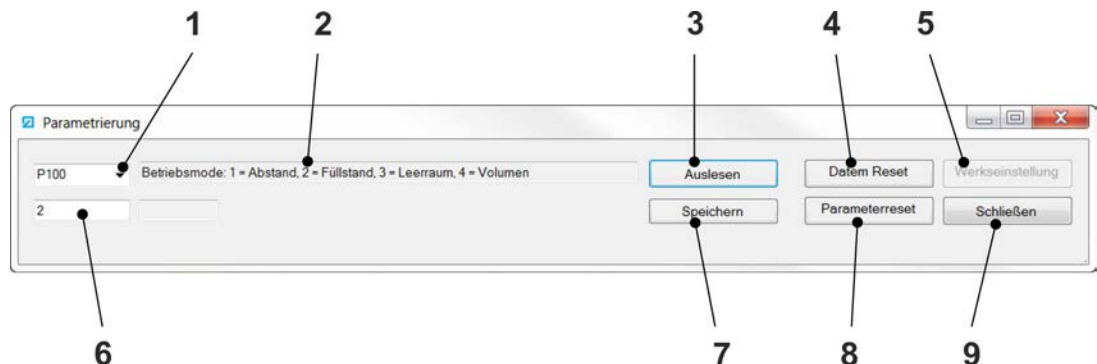 1 2 3 4 5
Parametrierung
P100 Betriebsmode: 1 = Abstand, 2 = Füllstand, 3 = Leerraum, 4 = Volumen Auslesen Datem Reset Werkseinstellung
2 Speichern Parameterreset Schließen
6 7 8 9